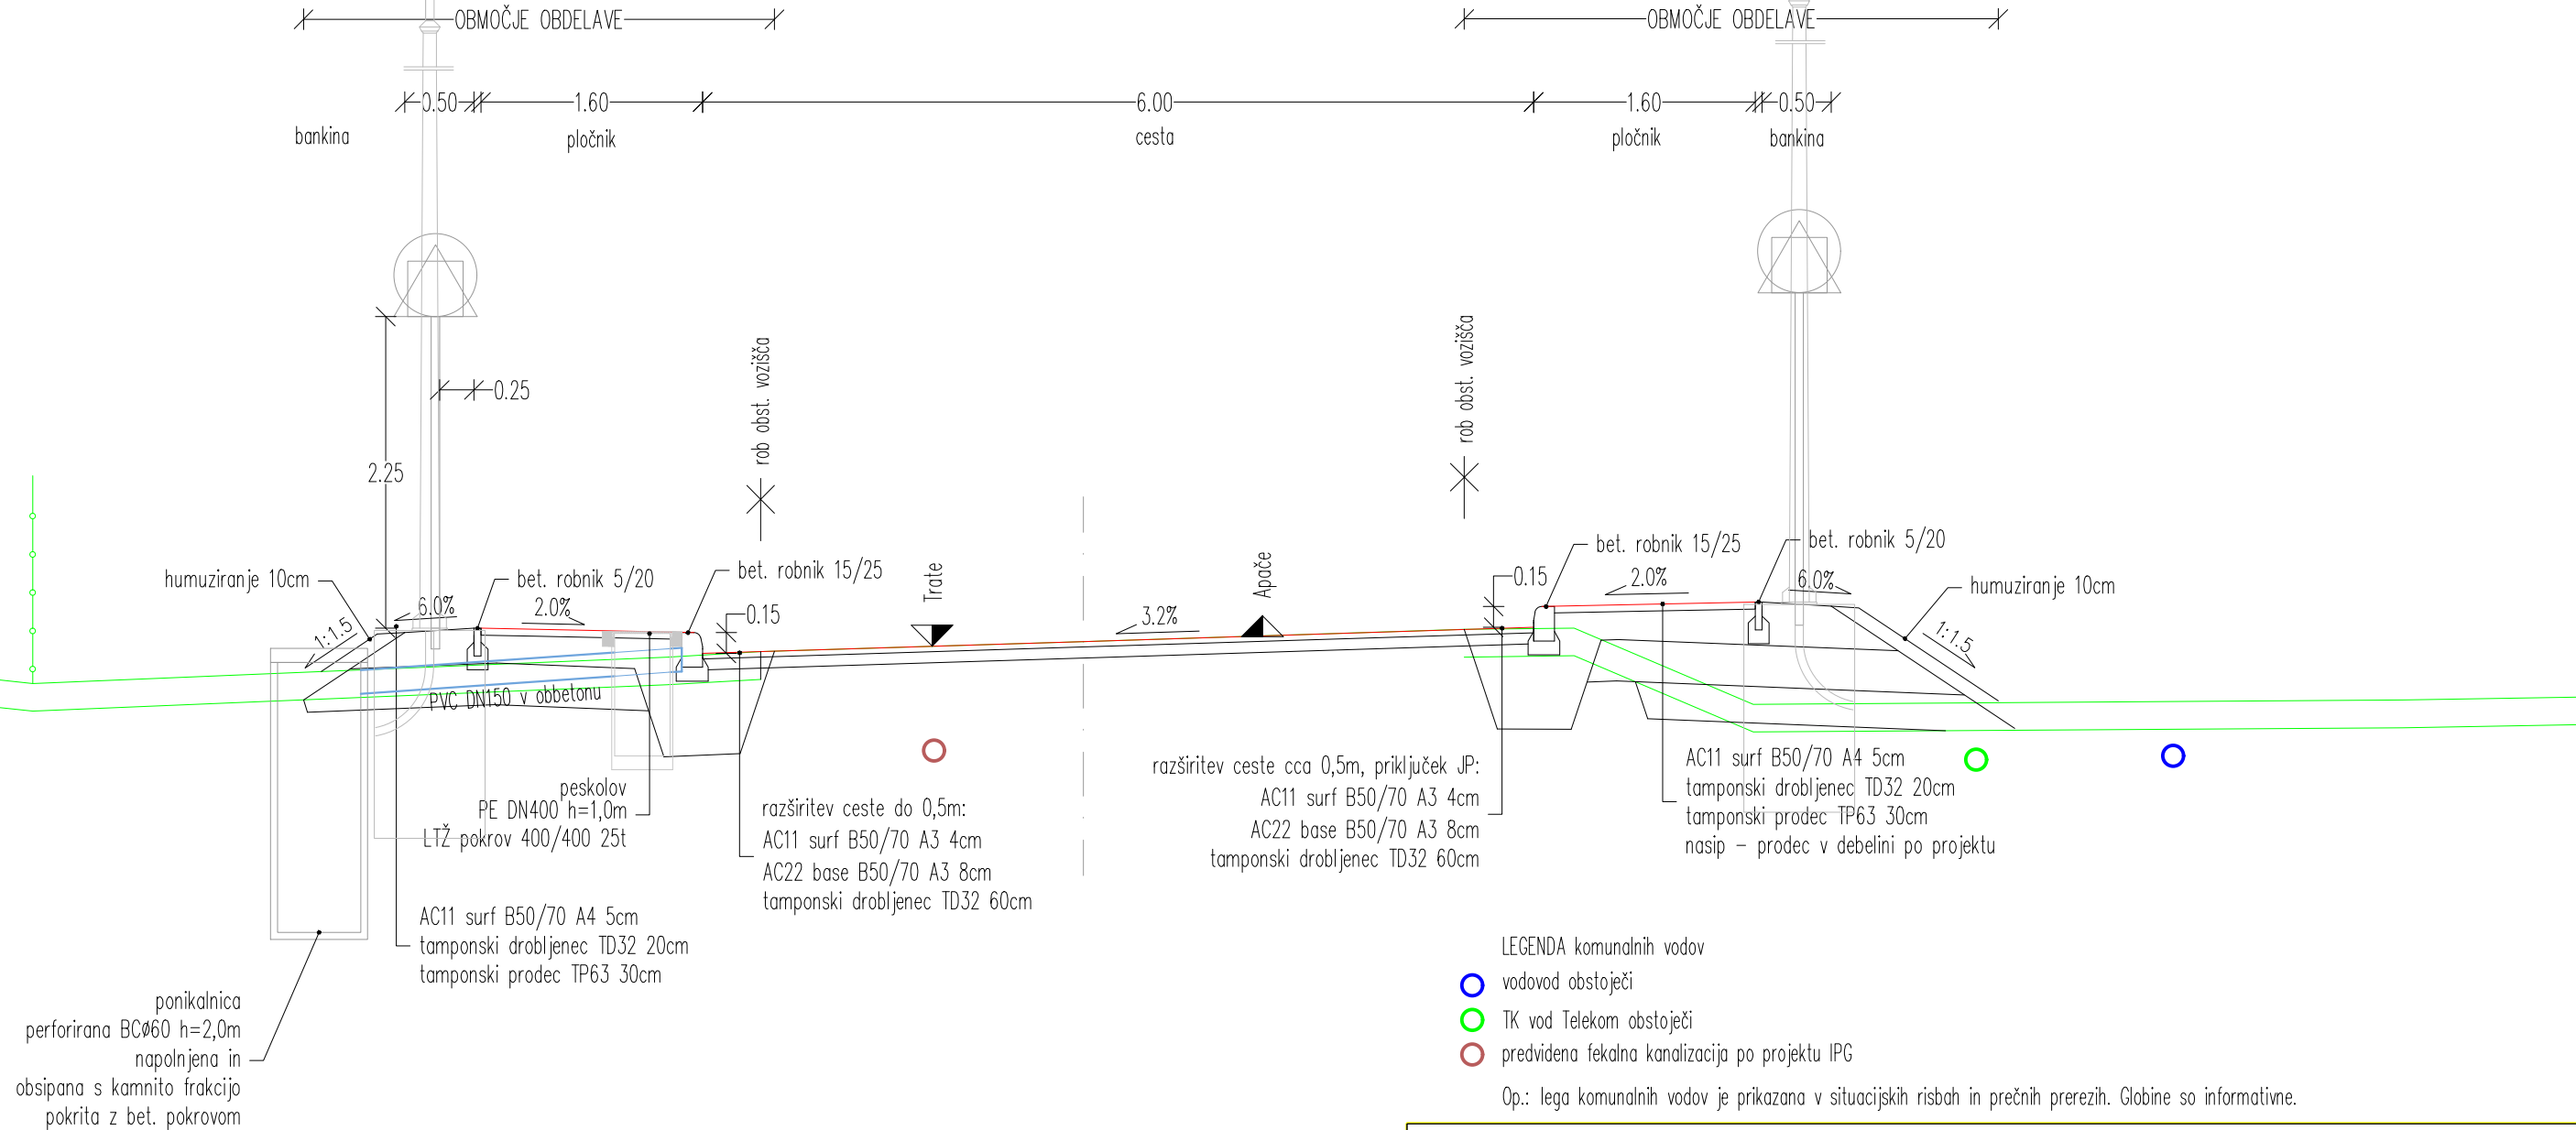 OBMOČJE OBDELAVE
OBMOČJE OBDELAVE
0.50
1.60
6.00
1.60
0.50
bankina
pločnik
cesta
pločnik
bankina
0.25
2.25
rob obst. vozišča
rob obst. vozišča
humuziranje 10cm
1:1.5
6.0%
bet. robnik 5/20
2.0%
bet. robnik 15/25
0.15
Trate
3.2%
Apače
0.15
bet. robnik 15/25
2.0%
bet. robnik 5/20
6.0%
humuziranje 10cm
1:1.5
PVC DN150 v obbetonu
peskolov
PE DN400 h=1,0m
LTŽ pokrov 400/400 25t
razširitev ceste do 0,5m:
AC11 surf B50/70 A3 4cm
AC22 base B50/70 A3 8cm
tamponski drobljenec TD32 60cm
razširitev ceste cca 0,5m, priključek JP:
AC11 surf B50/70 A3 4cm
AC22 base B50/70 A3 8cm
tamponski drobljenec TD32 60cm
AC11 surf B50/70 A4 5cm
tamponski drobljenec TD32 20cm
tamponski prodec TP63 30cm
nasip - prodec v debelini po projektu
AC11 surf B50/70 A4 5cm
tamponski drobljenec TD32 20cm
tamponski prodec TP63 30cm
ponikalnica
perforirana BCø60 h=2,0m
napolnjena in
obsipana s kamnito frakcijo
pokrita z bet. pokrovom
LEGENDA komunalnih vodov
vodovod obstoječi
TK vod Telekom obstoječi
predvidena fekalna kanalizacija po projektu IPG
Op.: lega komunalnih vodov je prikazana v situacijskih risbah in prečnih prerezih. Globine so informativne.